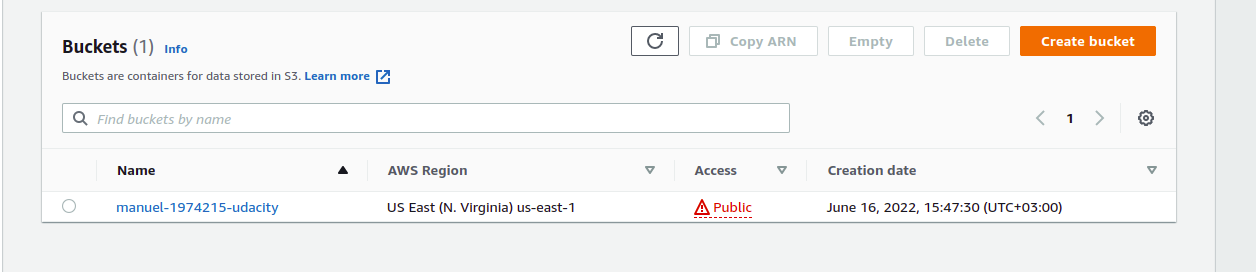 Buckets (1) Info
Copy ARN
Empty
Delete
Create bucket
Buckets are containers for data stored in S3. Learn more
Find buckets by name
1
Name AWS Region Access Creation date
manuel-1974215-udacity US East (N. Virginia) us-east-1 Public June 16, 2022, 15:47:30 (UTC+03:00)